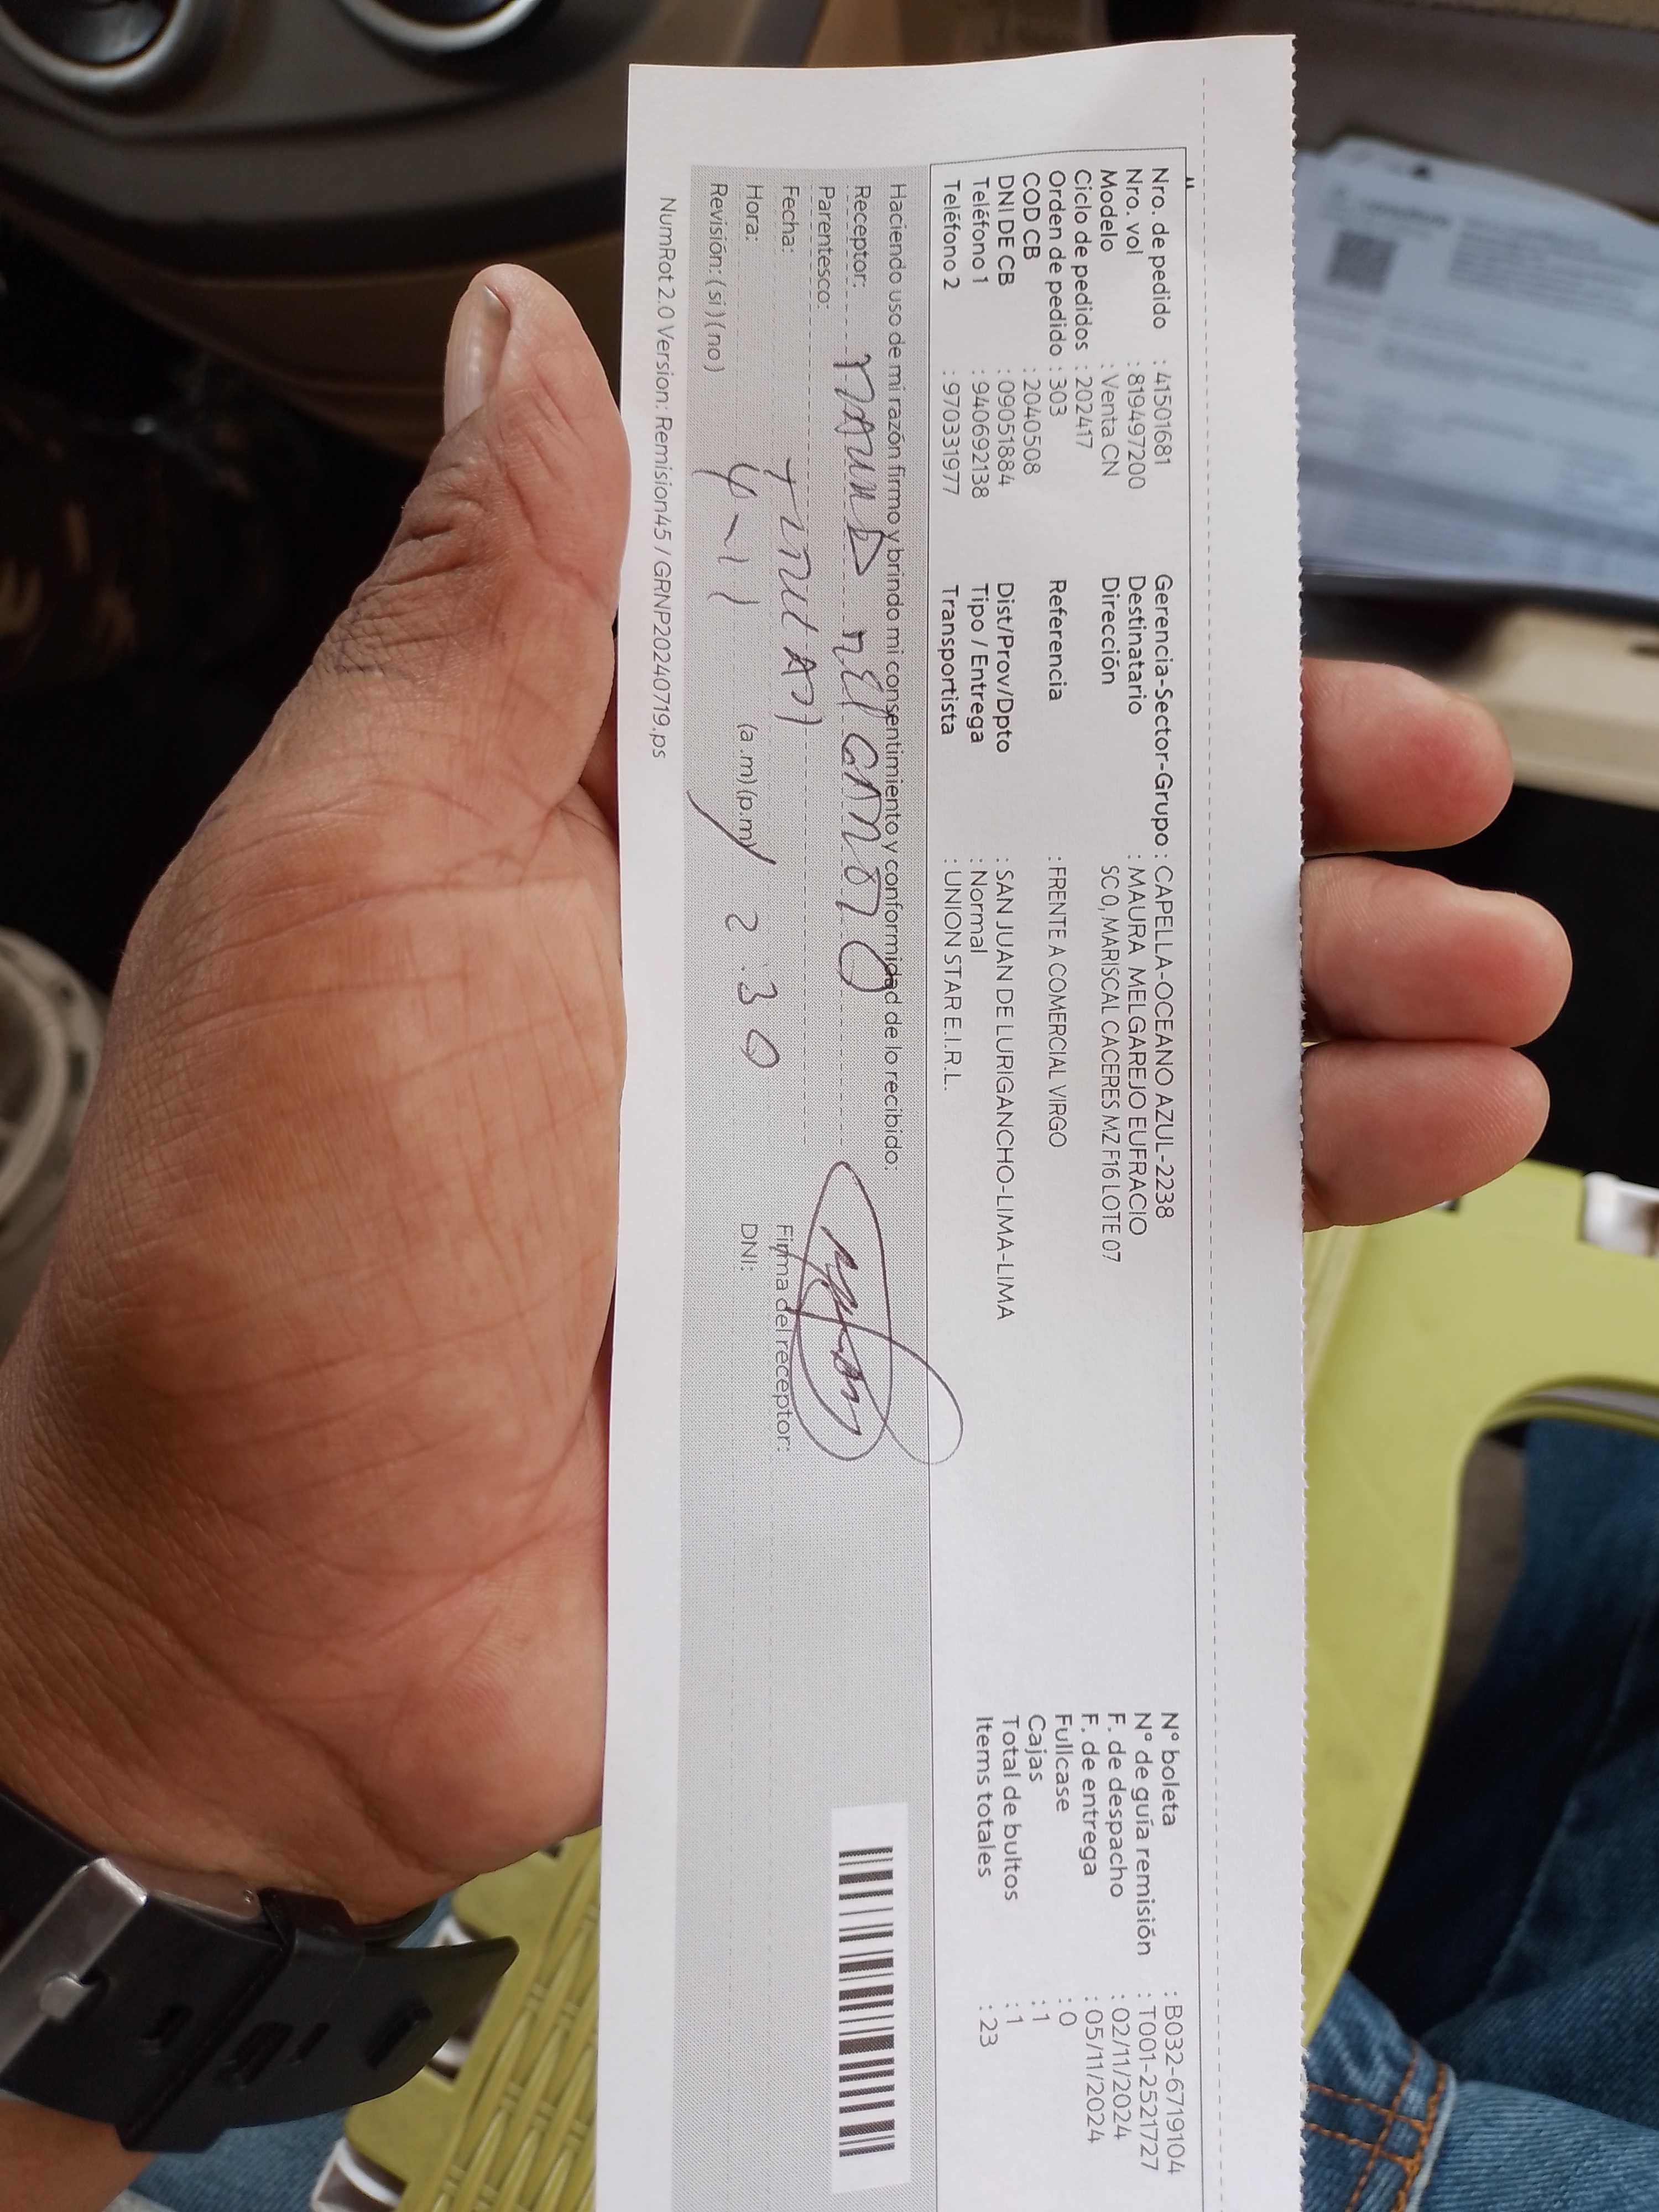 Nro. de pedido : 41501681
Nro. vol : 8194497200
Modelo : Venta CN
Ciclo de pedidos : 202417
Orden de pedido : 303
COD CB : 2040508
DNI DE CB : 09051884
Teléfono 1 : 940692138
Teléfono 2 : 970331977
Gerencia-Sector-Grupo : CAPELLA-OCEANO AZUL-2238
Destinatario : MAURA MELGAREJO EUFRACIO
Dirección SC 0, MARISCAL CACERES MZ F16 LOTE 07
Referencia : FRENTE A COMERCIAL VIRGO
Dist/Prov/Dpto : SAN JUAN DE LURIGANCHO-LIMA-LIMA
Tipo / Entrega : Normal
Transportista : UNION STAR E.I.R.L.
N° boleta : B032-6719104
N° de guía remisión : T001-2521727
F. de despacho : 02/11/2024
F. de entrega : 05/11/2024
Fullcase : 0
Cajas : 1
Total de bultos : 1
Items totales : 23
Haciendo uso de mi razón firmo y brindo mi consentimiento y conformidad de lo recibido:
Receptor: MAURA
Parentesco:
Fecha: TITULAR
Hora: 4-11 (a.m)(p.m) 2.30
Revisión: (si)(no)
Firma del receptor:
DNI:
NumRot 2.0 Version: Remision45 / GRNP20240719.ps